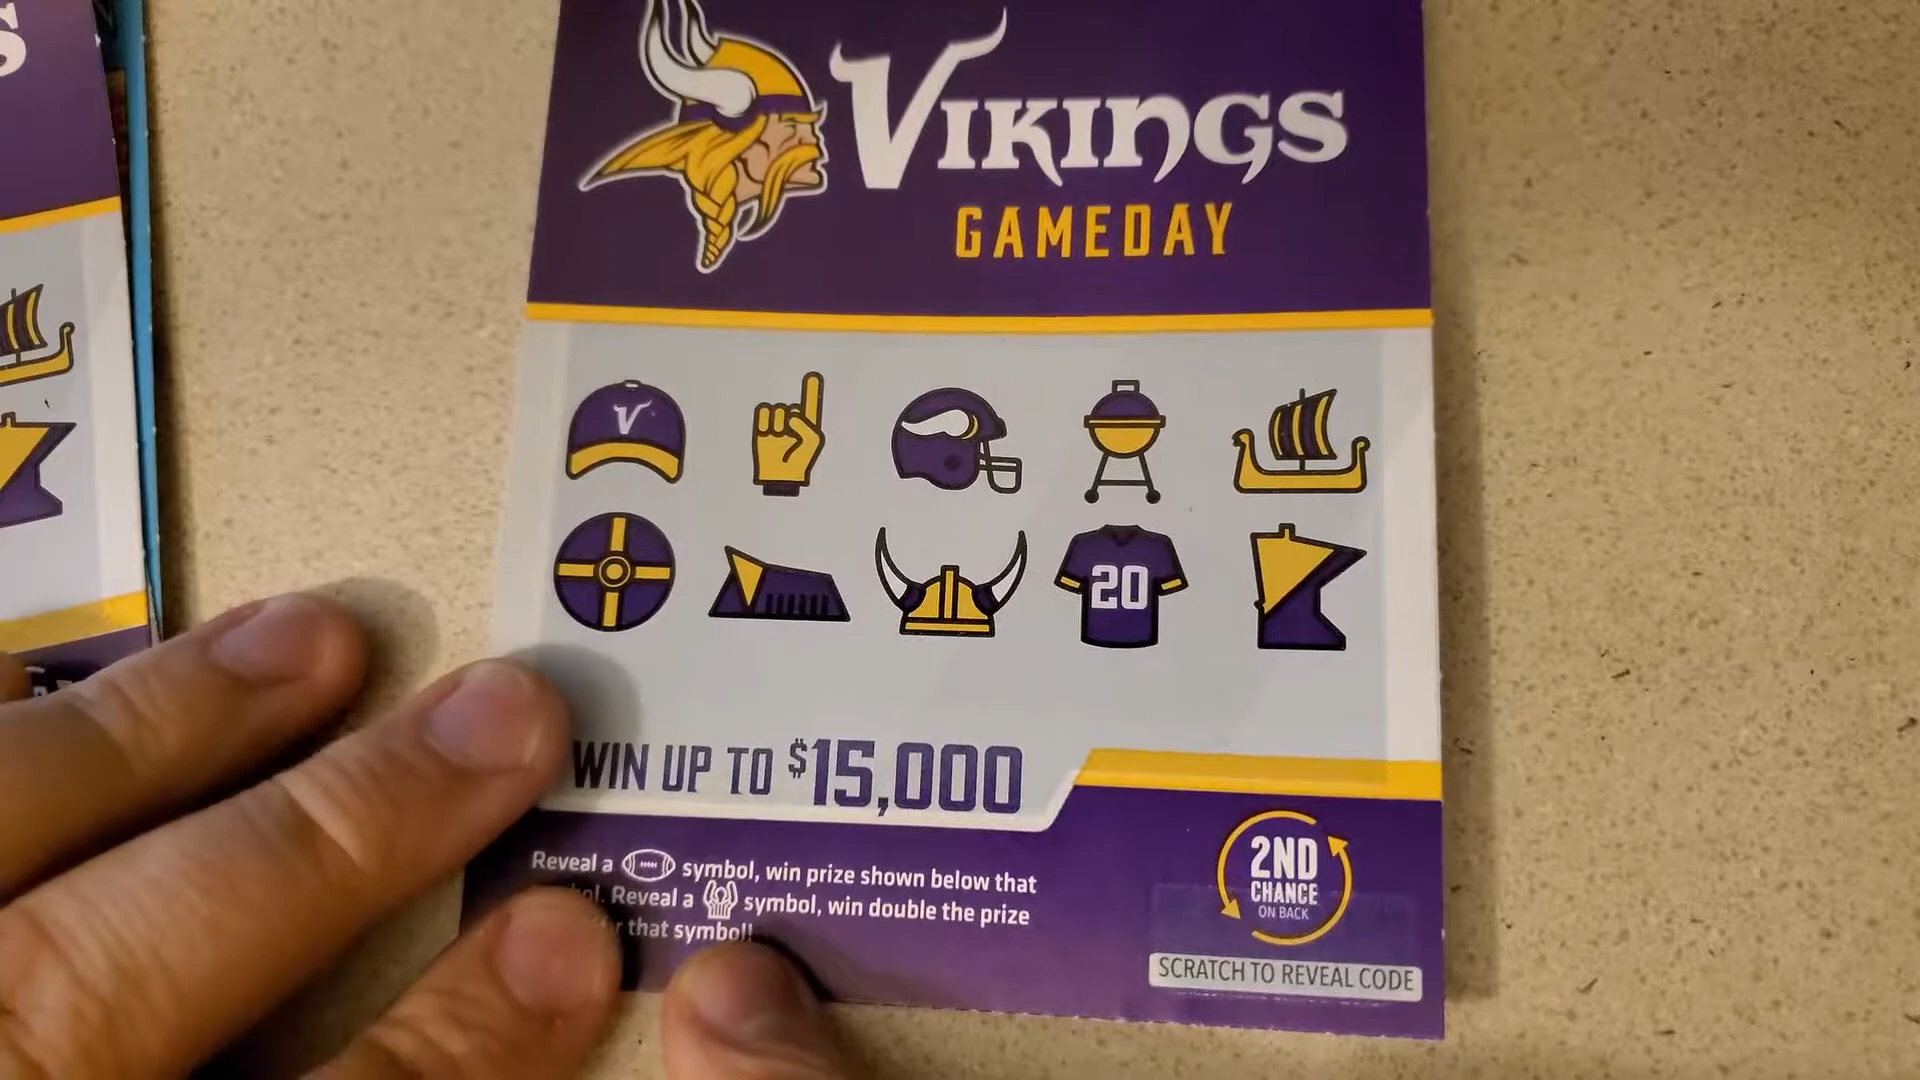 S
VIKINGS
GAMEDAY
V
20
WIN UP TO $15,000
Reveal a symbol, win prize shown below that
Reveal a symbol, win double the prize
that symbol!
2ND
CHANCE
ON BACK
SCRATCH TO REVEAL CODE